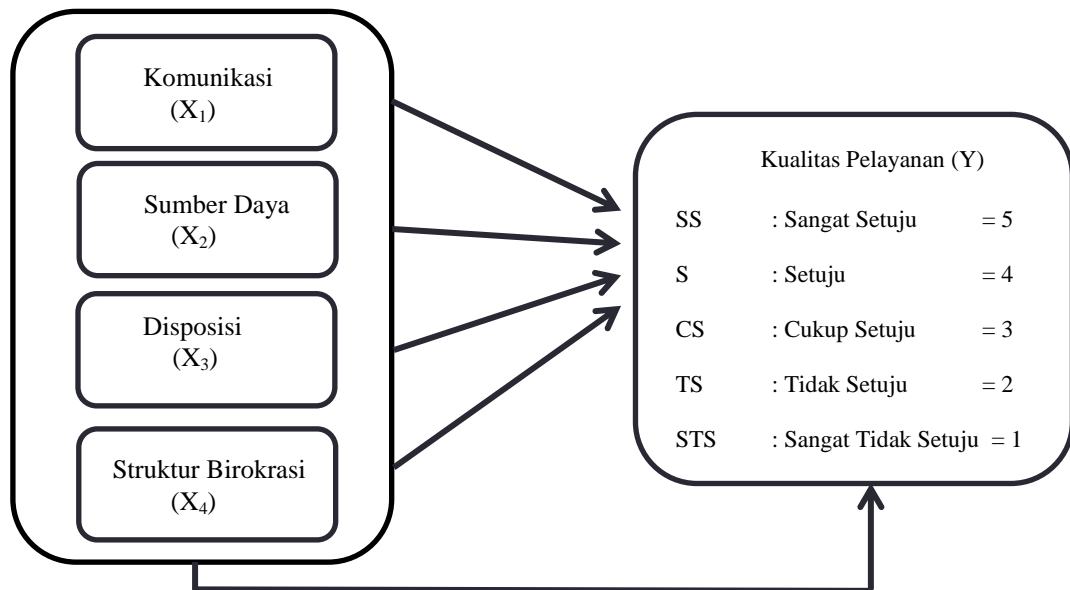 Komunikasi
(X₁)
Sumber Daya
(X₂)
Disposisi
(X₃)
Struktur Birokrasi
(X₄)
Kualitas Pelayanan (Y)
SS : Sangat Setuju = 5
S : Setuju = 4
CS : Cukup Setuju = 3
TS : Tidak Setuju = 2
STS : Sangat Tidak Setuju = 1